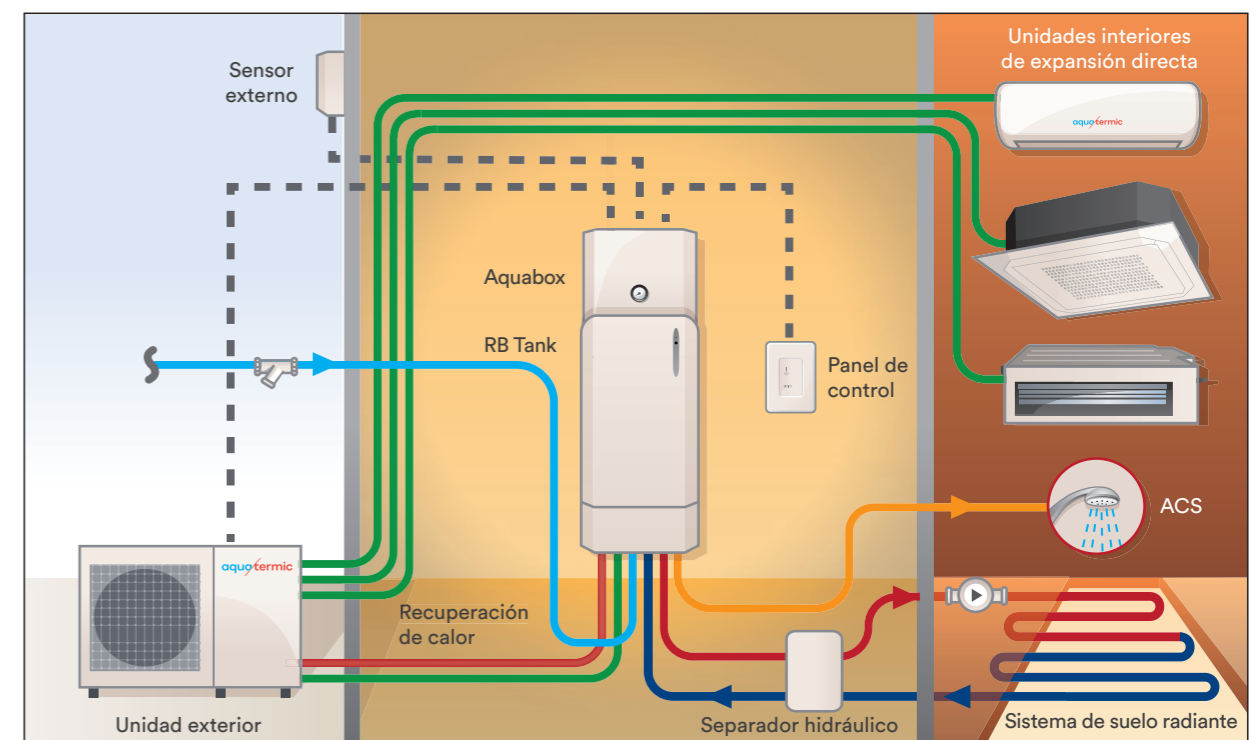 Unidades interiores
de expansión directa
Sensor
externo
aquatermic
Aquabox
RB Tank
Panel de
control
ACS
aquatermic
Recuperación
de calor
Unidad exterior
Separador hidráulico
Sistema de suelo radiante